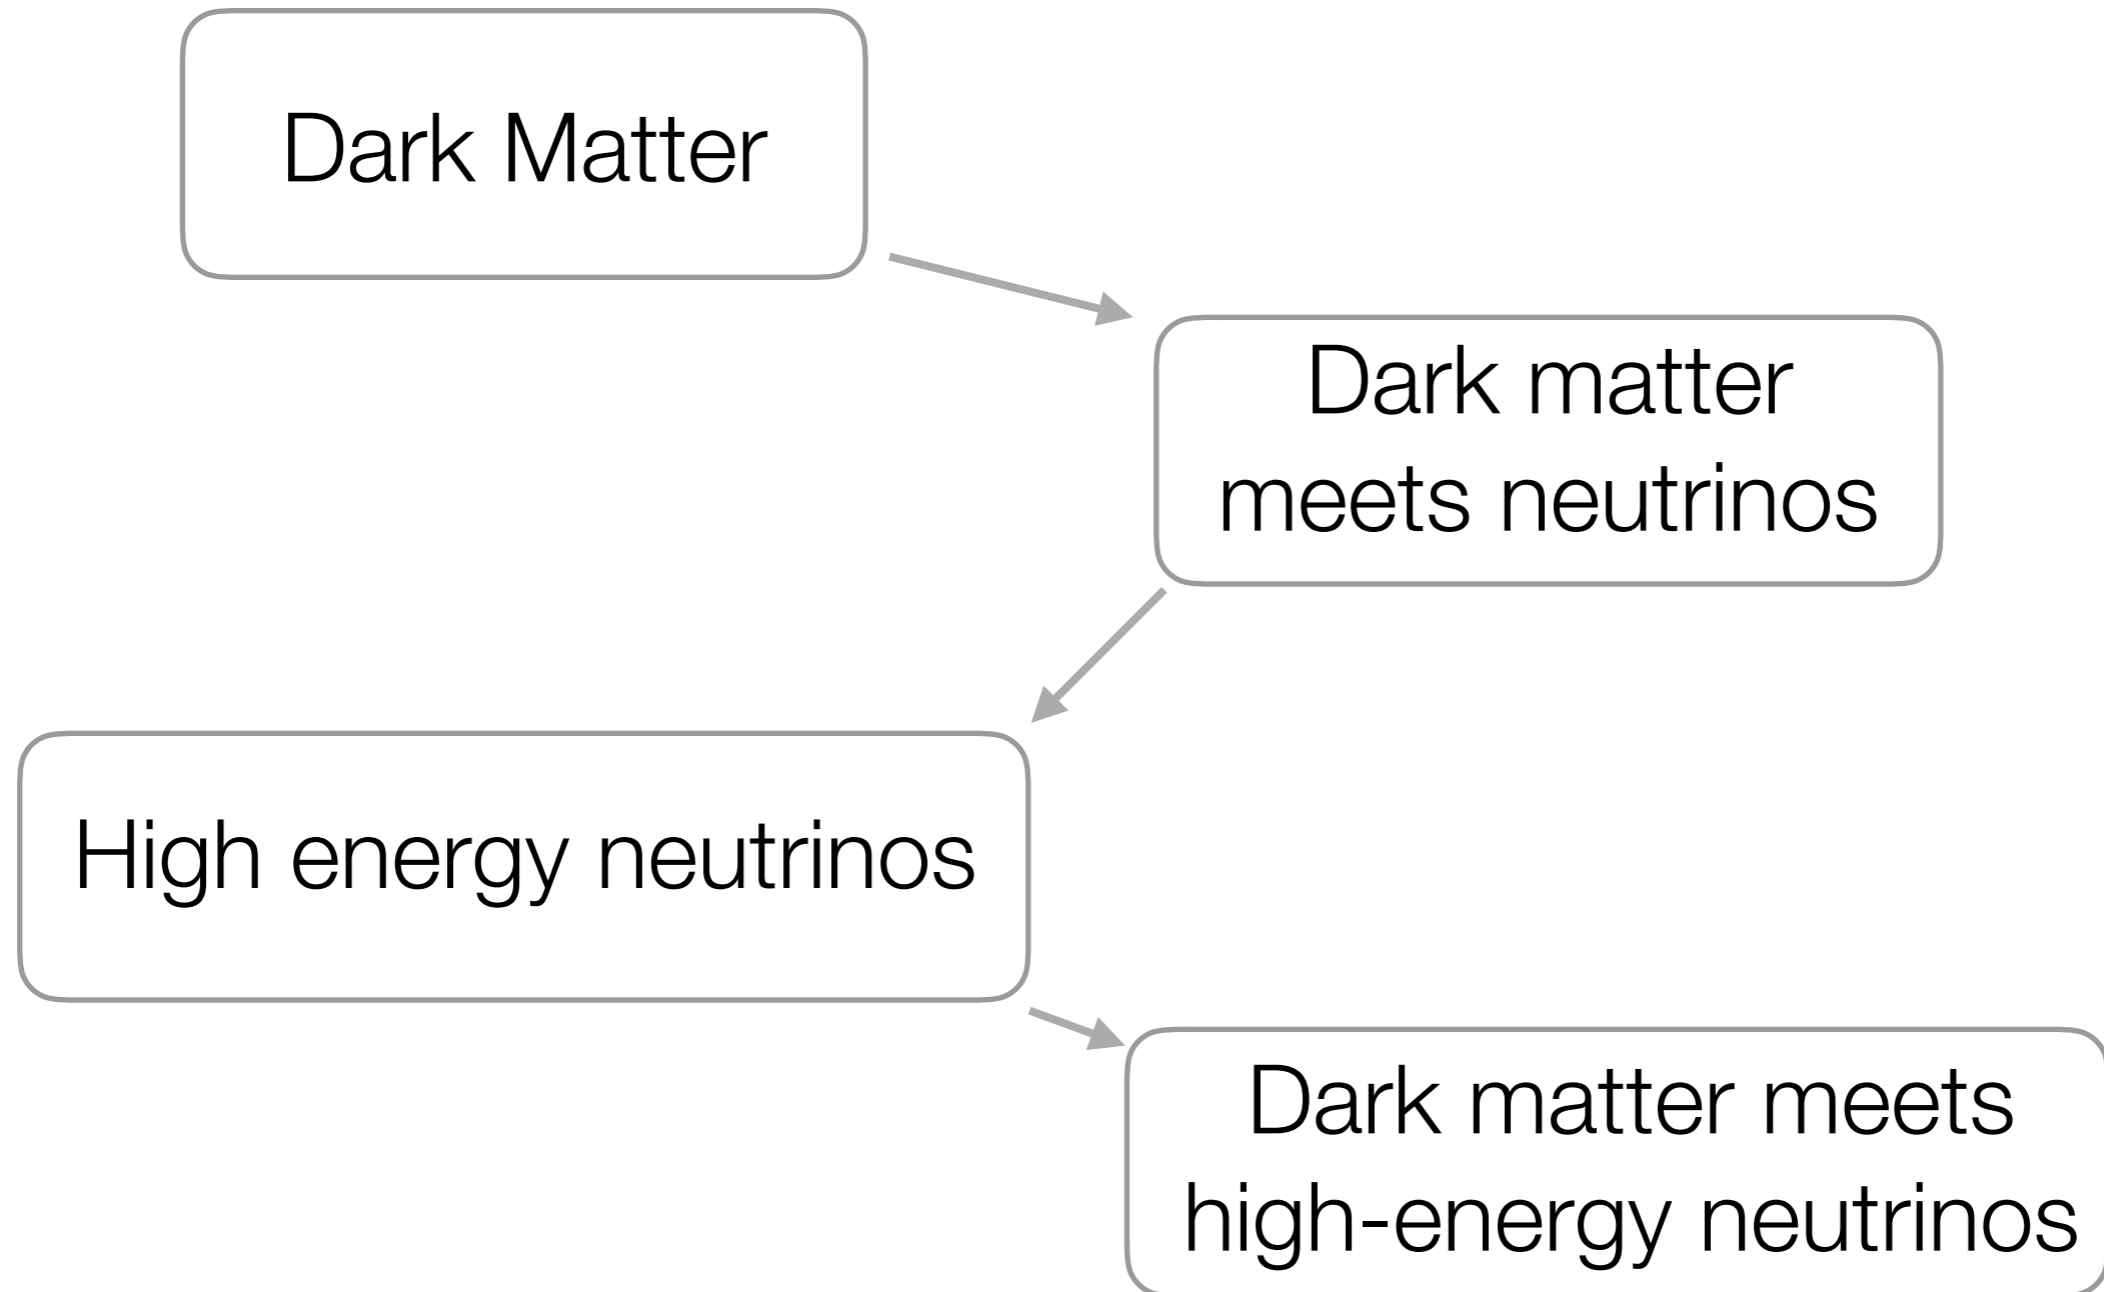 Dark Matter
Dark matter
meets neutrinos
High energy neutrinos
Dark matter meets
high-energy neutrinos